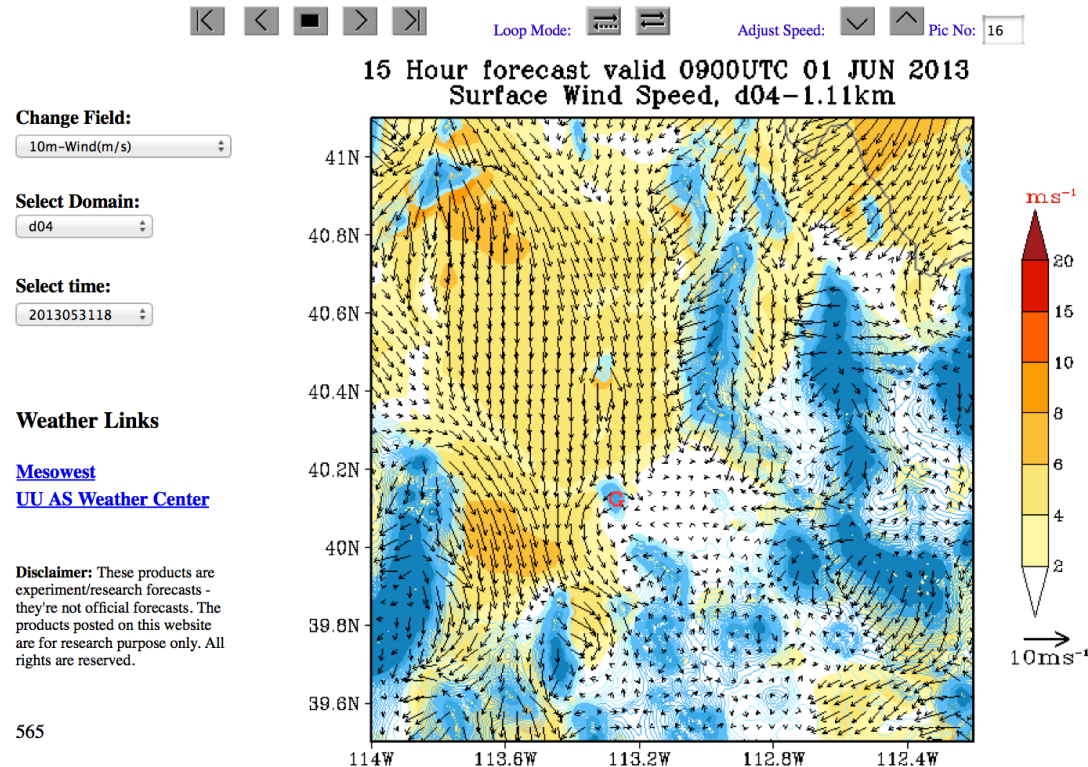 Loop Mode:
Adjust Speed:
Pic No: 16
15 Hour forecast valid 0900UTC 01 JUN 2013
Surface Wind Speed, d04-1.11km
Change Field:
10m-Wind(m/s)
Select Domain:
d04
Select time:
2013053118
Weather Links
Mesowest
UU AS Weather Center
Disclaimer: These products are
experiment/research forecasts -
they're not official forecasts. The
products posted on this website
are for research purpose only. All
rights are reserved.
565
41N
40.8N
40.6N
40.4N
40.2N
40N
39.8N
39.6N
114W
113.6W
113.2W
112.8W
112.4W
G
ms⁻¹
20
15
10
8
6
4
2
10ms⁻¹